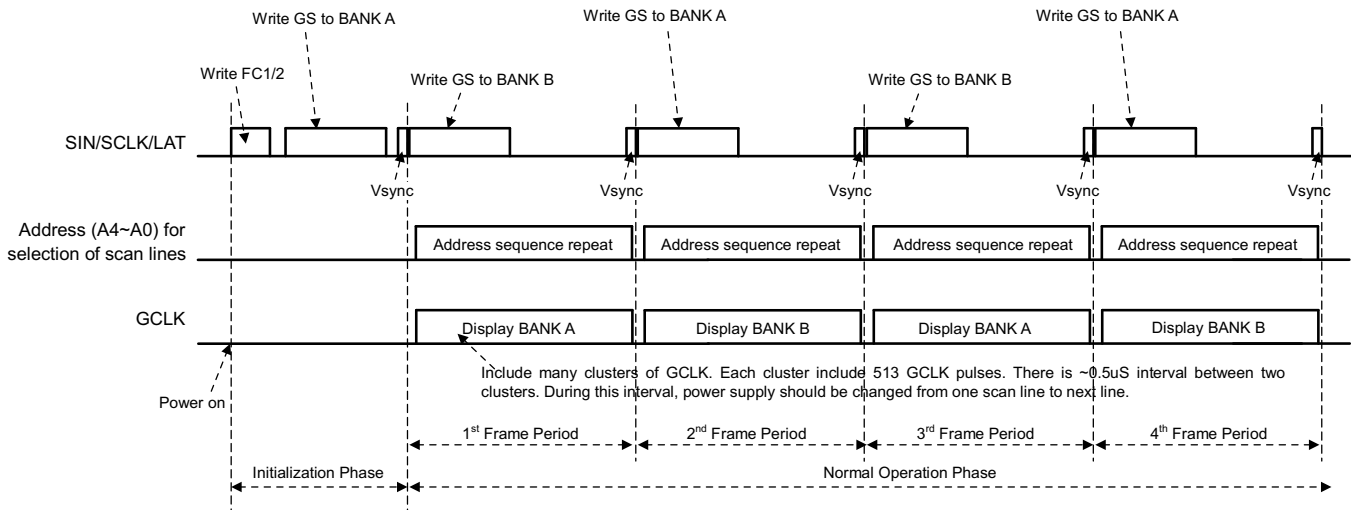 Write GS to BANK A
Write GS to BANK A
Write GS to BANK A
Write FC1/2
Write GS to BANK B
Write GS to BANK B
SIN/SCLK/LAT
Vsync
Vsync
Vsync
Vsync
Vsync
Address (A4~A0) for
selection of scan lines
Address sequence repeat
Address sequence repeat
Address sequence repeat
Address sequence repeat
GCLK
Display BANK A
Display BANK B
Display BANK A
Display BANK B
Include many clusters of GCLK. Each cluster include 513 GCLK pulses. There is ~0.5uS interval between two
clusters. During this interval, power supply should be changed from one scan line to next line.
Power on
1st Frame Period
2nd Frame Period
3rd Frame Period
4th Frame Period
Initialization Phase
Normal Operation Phase